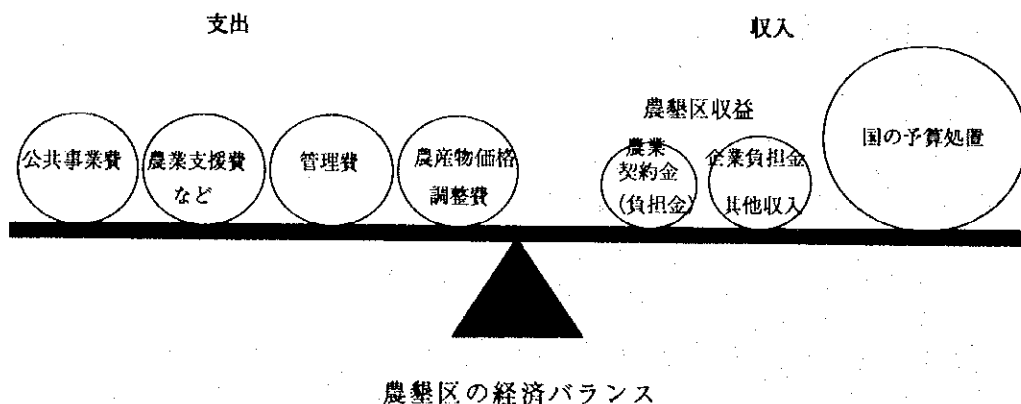 支出
収入
公共事業費
農業支援費
など
管理費
農産物価格
調整費
農墾区収益
農業
契約金
(負担金)
企業負担金
其他収入
国の予算処置
農墾区の経済バランス